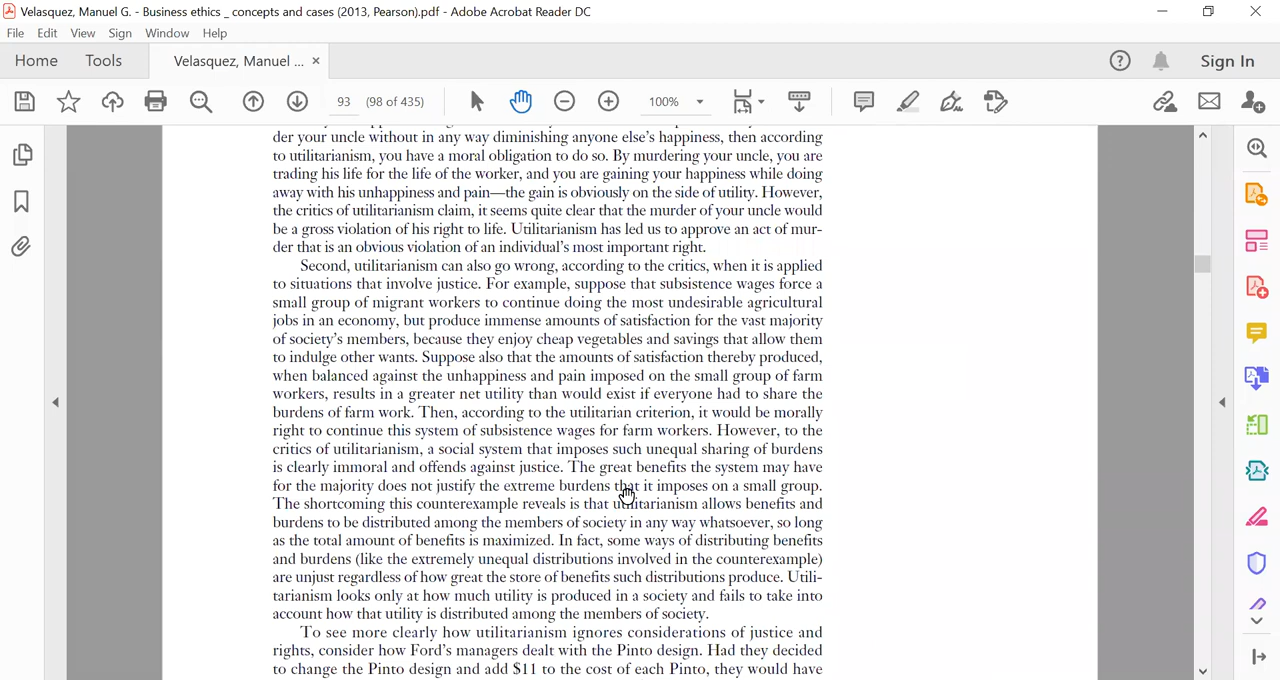 Velasquez, Manuel G. - Business ethics _ concepts and cases (2013, Pearson).pdf - Adobe Acrobat Reader DC
File Edit View Sign Window Help
Home Tools Velasquez, Manuel ... × Sign In
93 (98 of 435) 100%
der your uncle without in any way diminishing anyone else's happiness, then according
to utilitarianism, you have a moral obligation to do so. By murdering your uncle, you are
trading his life for the life of the worker, and you are gaining your happiness while doing
away with his unhappiness and pain—the gain is obviously on the side of utility. However,
the critics of utilitarianism claim, it seems quite clear that the murder of your uncle would
be a gross violation of his right to life. Utilitarianism has led us to approve an act of mur-
der that is an obvious violation of an individual's most important right.
Second, utilitarianism can also go wrong, according to the critics, when it is applied
to situations that involve justice. For example, suppose that subsistence wages force a
small group of migrant workers to continue doing the most undesirable agricultural
jobs in an economy, but produce immense amounts of satisfaction for the vast majority
of society's members, because they enjoy cheap vegetables and savings that allow them
to indulge other wants. Suppose also that the amounts of satisfaction thereby produced,
when balanced against the unhappiness and pain imposed on the small group of farm
workers, results in a greater net utility than would exist if everyone had to share the
burdens of farm work. Then, according to the utilitarian criterion, it would be morally
right to continue this system of subsistence wages for farm workers. However, to the
critics of utilitarianism, a social system that imposes such unequal sharing of burdens
is clearly immoral and offends against justice. The great benefits the system may have
for the majority does not justify the extreme burdens that it imposes on a small group.
The shortcoming this counterexample reveals is that utilitarianism allows benefits and
burdens to be distributed among the members of society in any way whatsoever, so long
as the total amount of benefits is maximized. In fact, some ways of distributing benefits
and burdens (like the extremely unequal distributions involved in the counterexample)
are unjust regardless of how great the store of benefits such distributions produce. Utili-
tarianism looks only at how much utility is produced in a society and fails to take into
account how that utility is distributed among the members of society.
To see more clearly how utilitarianism ignores considerations of justice and
rights, consider how Ford's managers dealt with the Pinto design. Had they decided
to change the Pinto design and add $11 to the cost of each Pinto, they would have